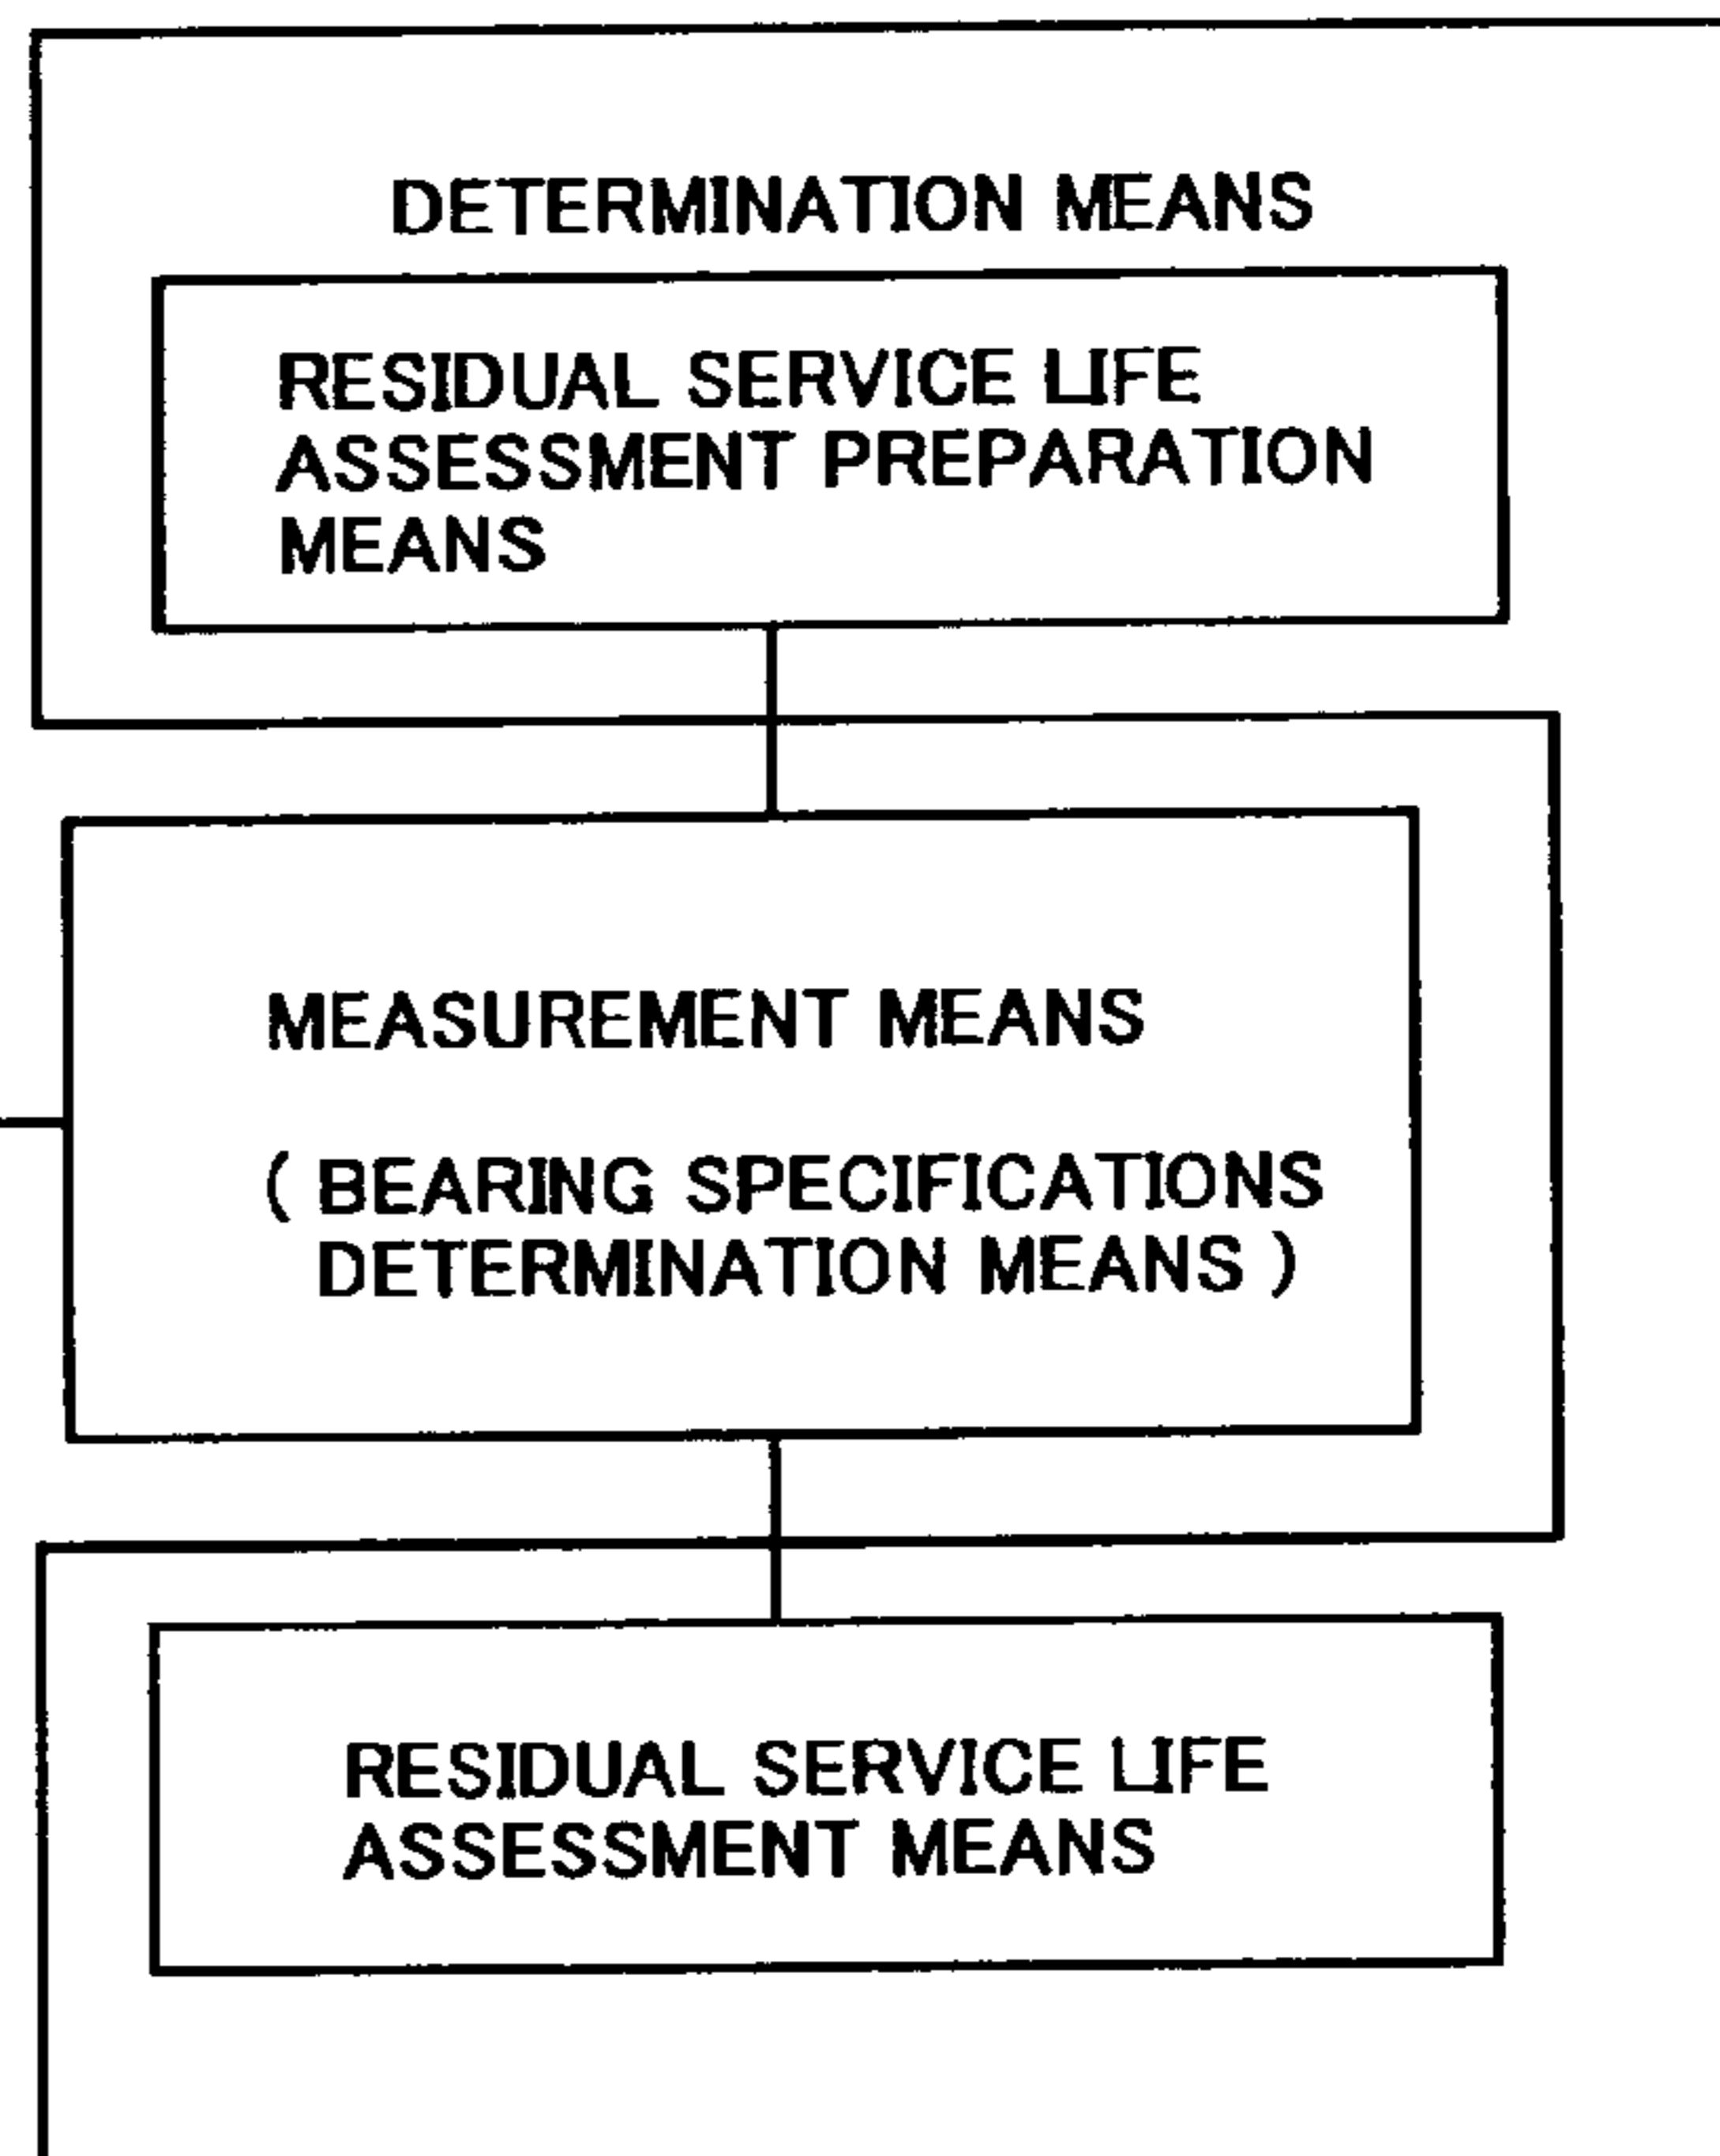 DETERMINATION MEANS
RESIDUAL SERVICE LIFE
ASSESSMENT PREPARATION
MEANS
MEASUREMENT MEANS
( BEARING SPECIFICATIONS
DETERMINATION MEANS )
RESIDUAL SERVICE LIFE
ASSESSMENT MEANS